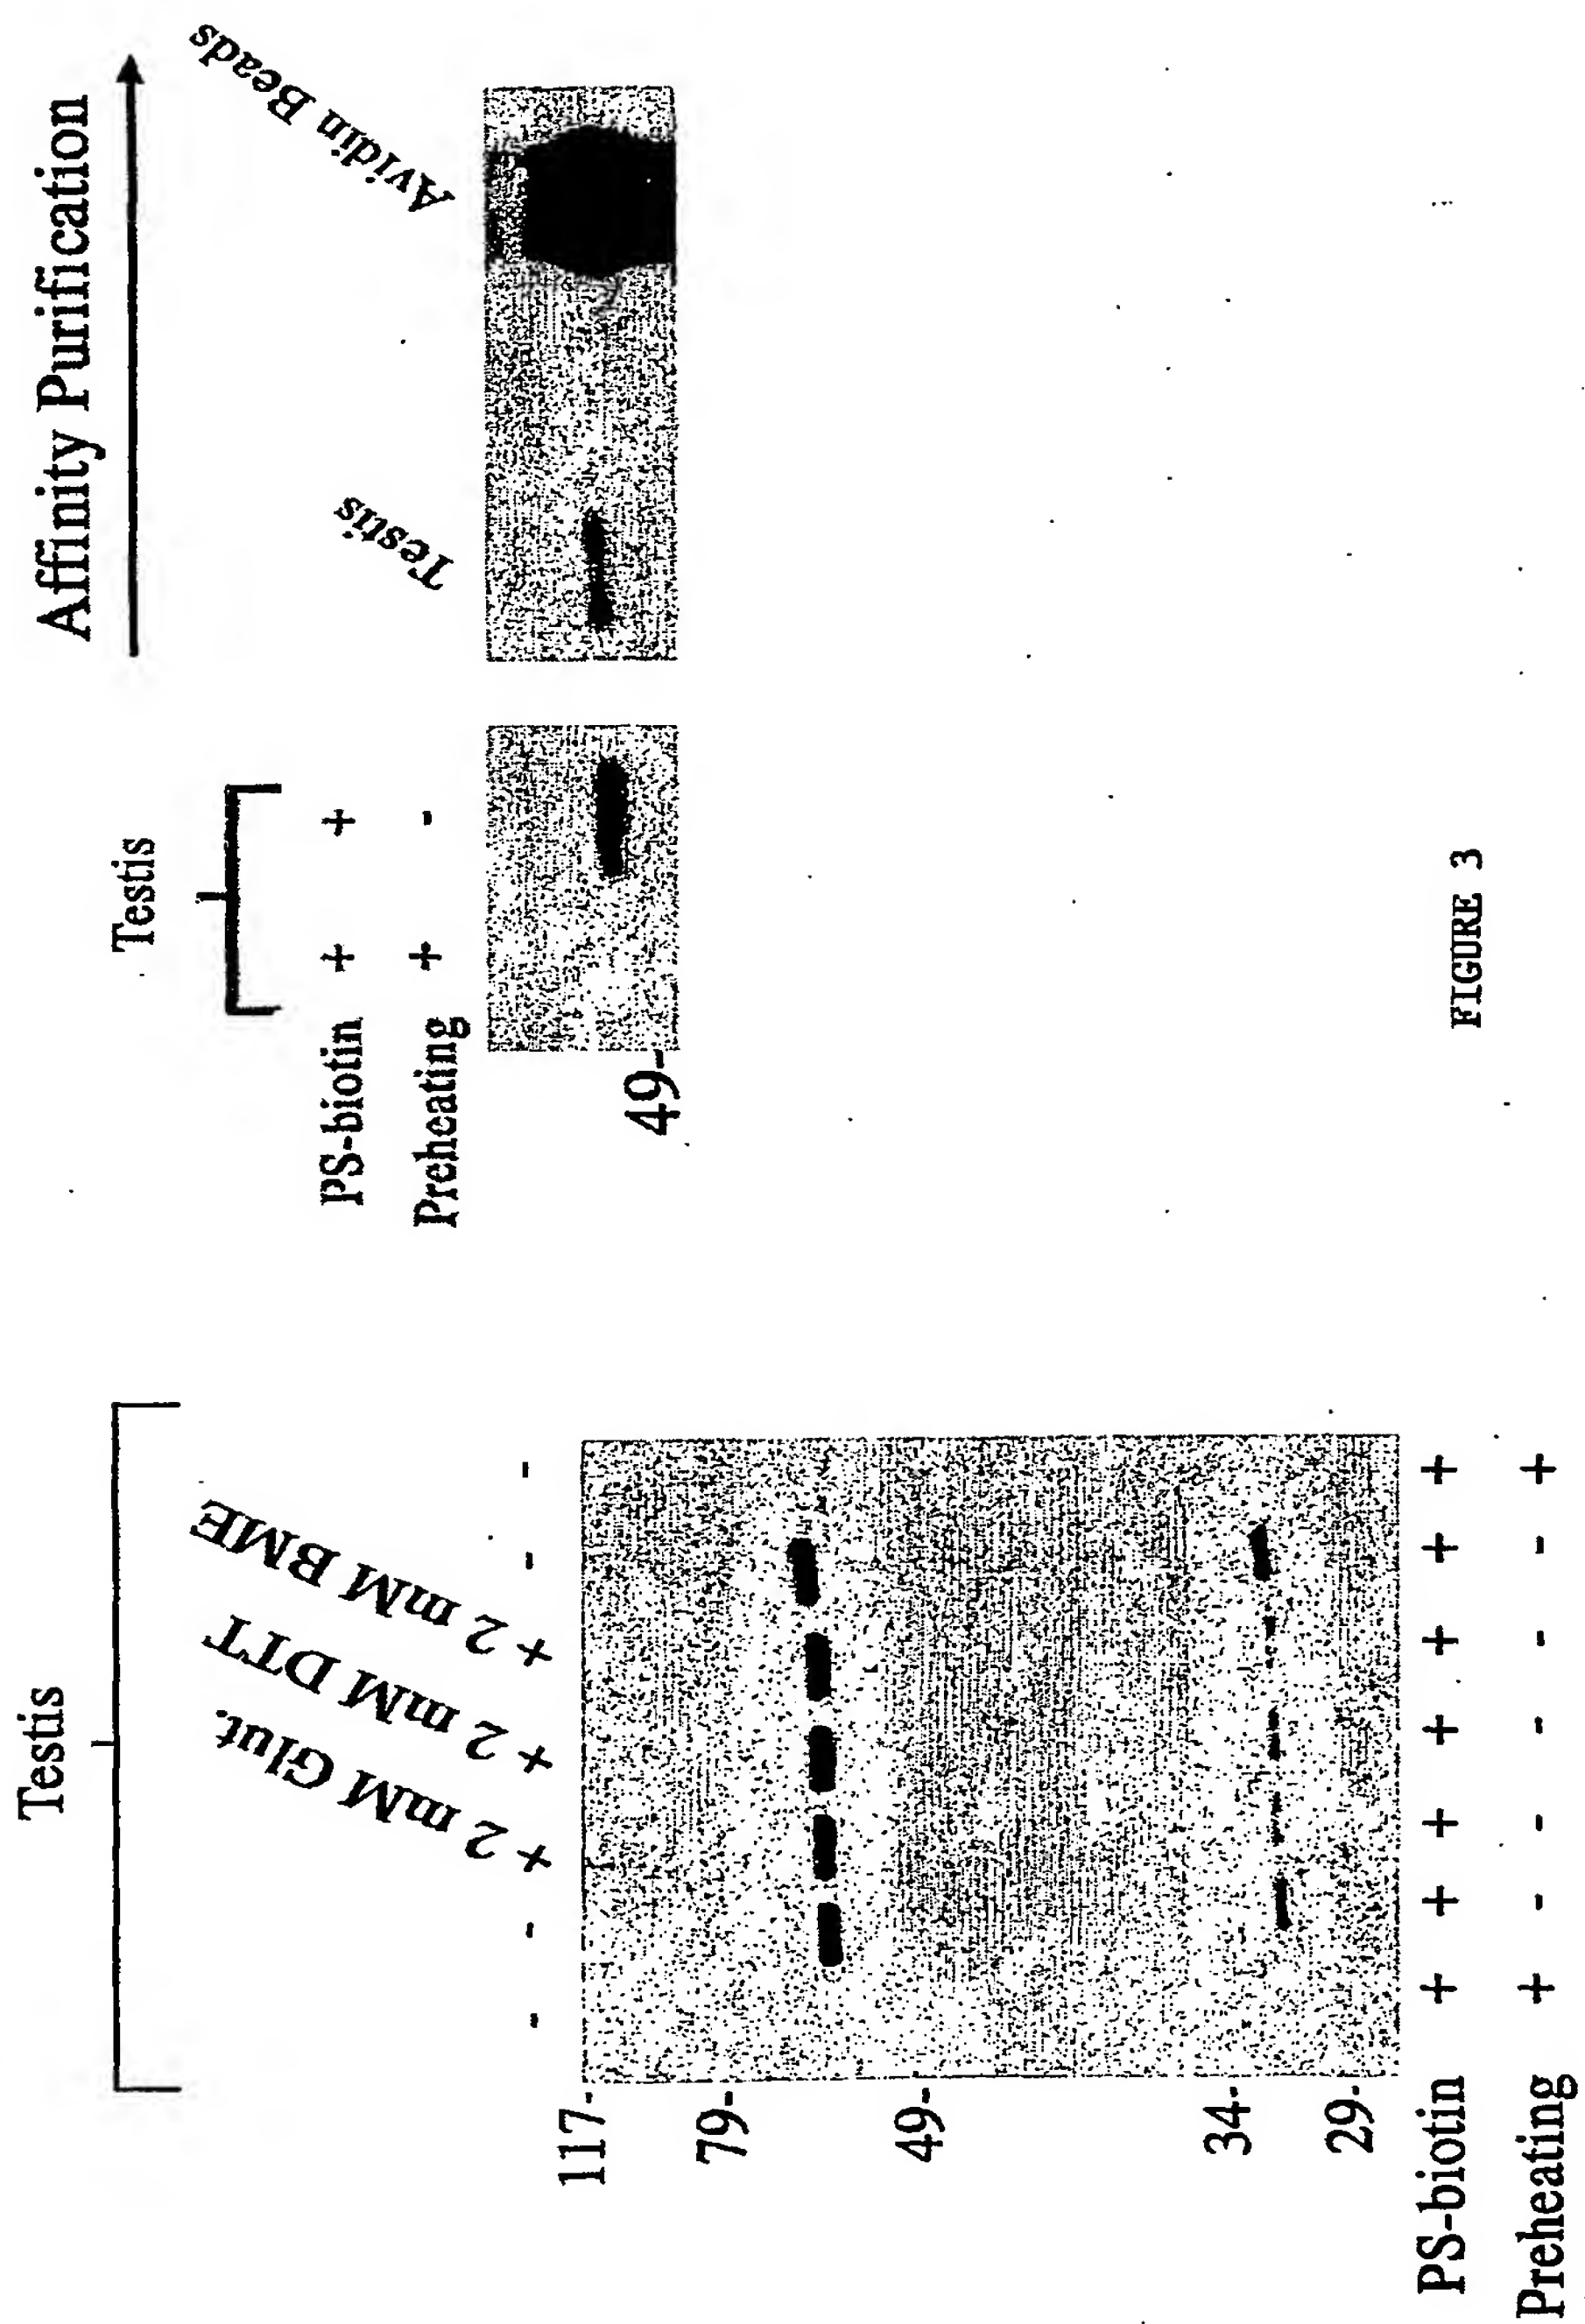 Testis
- - + 2 mM Glut. + 2 mM DTT + 2 mM BME - -
117-
79-
49-
34-
29-
PS-biotin + + + + + + +
Preheating + - - - - - +
Testis
PS-biotin + +
Preheating + -
49-
Affinity Purification
Testis Avidin Beads
FIGURE 3